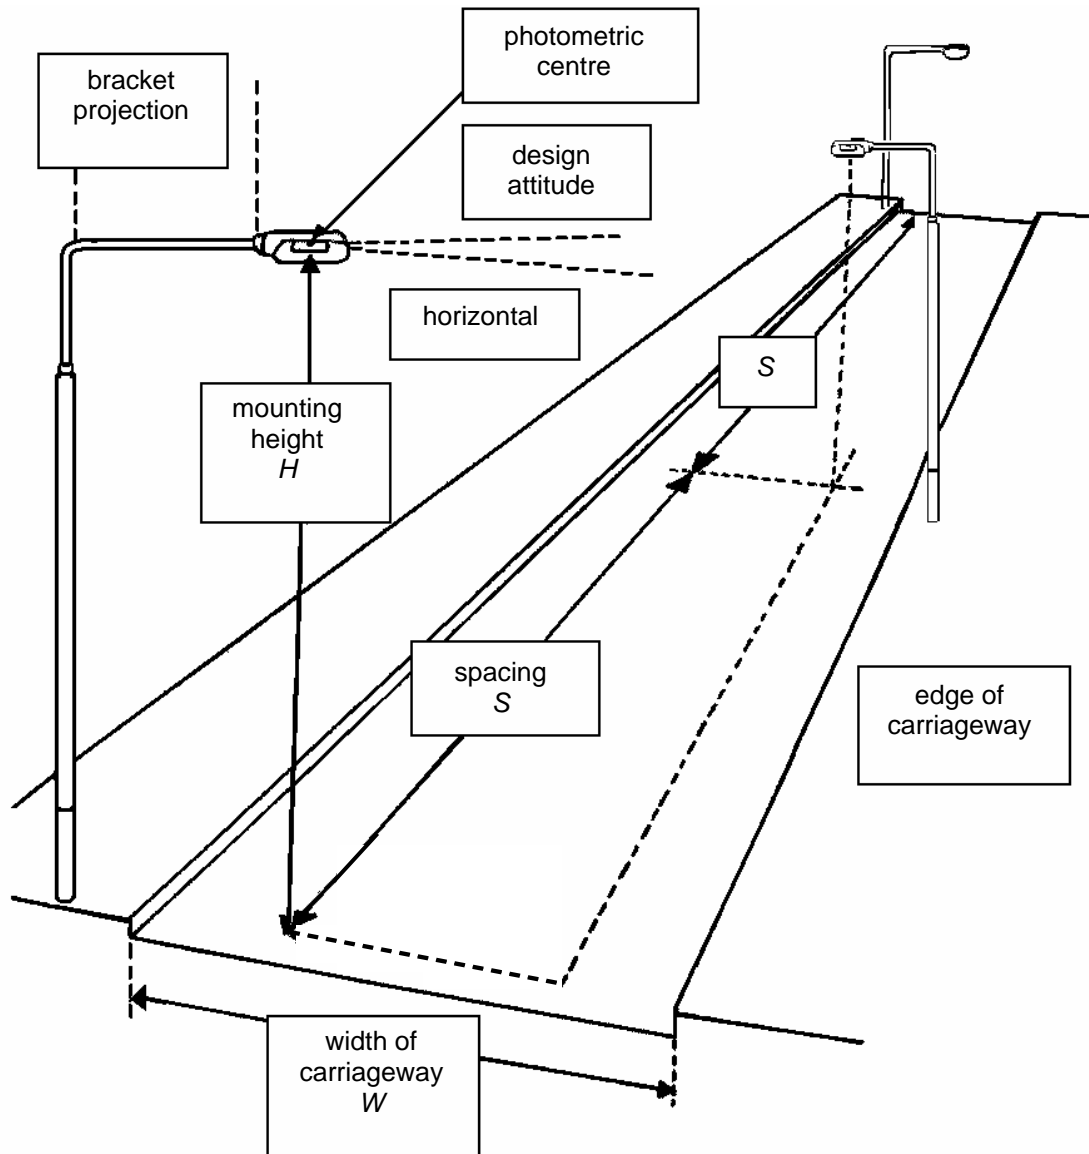 photometric
centre
bracket
projection
design
attitude
horizontal
S
mounting
height
H
spacing
S
edge of
carriageway
width of
carriageway
W